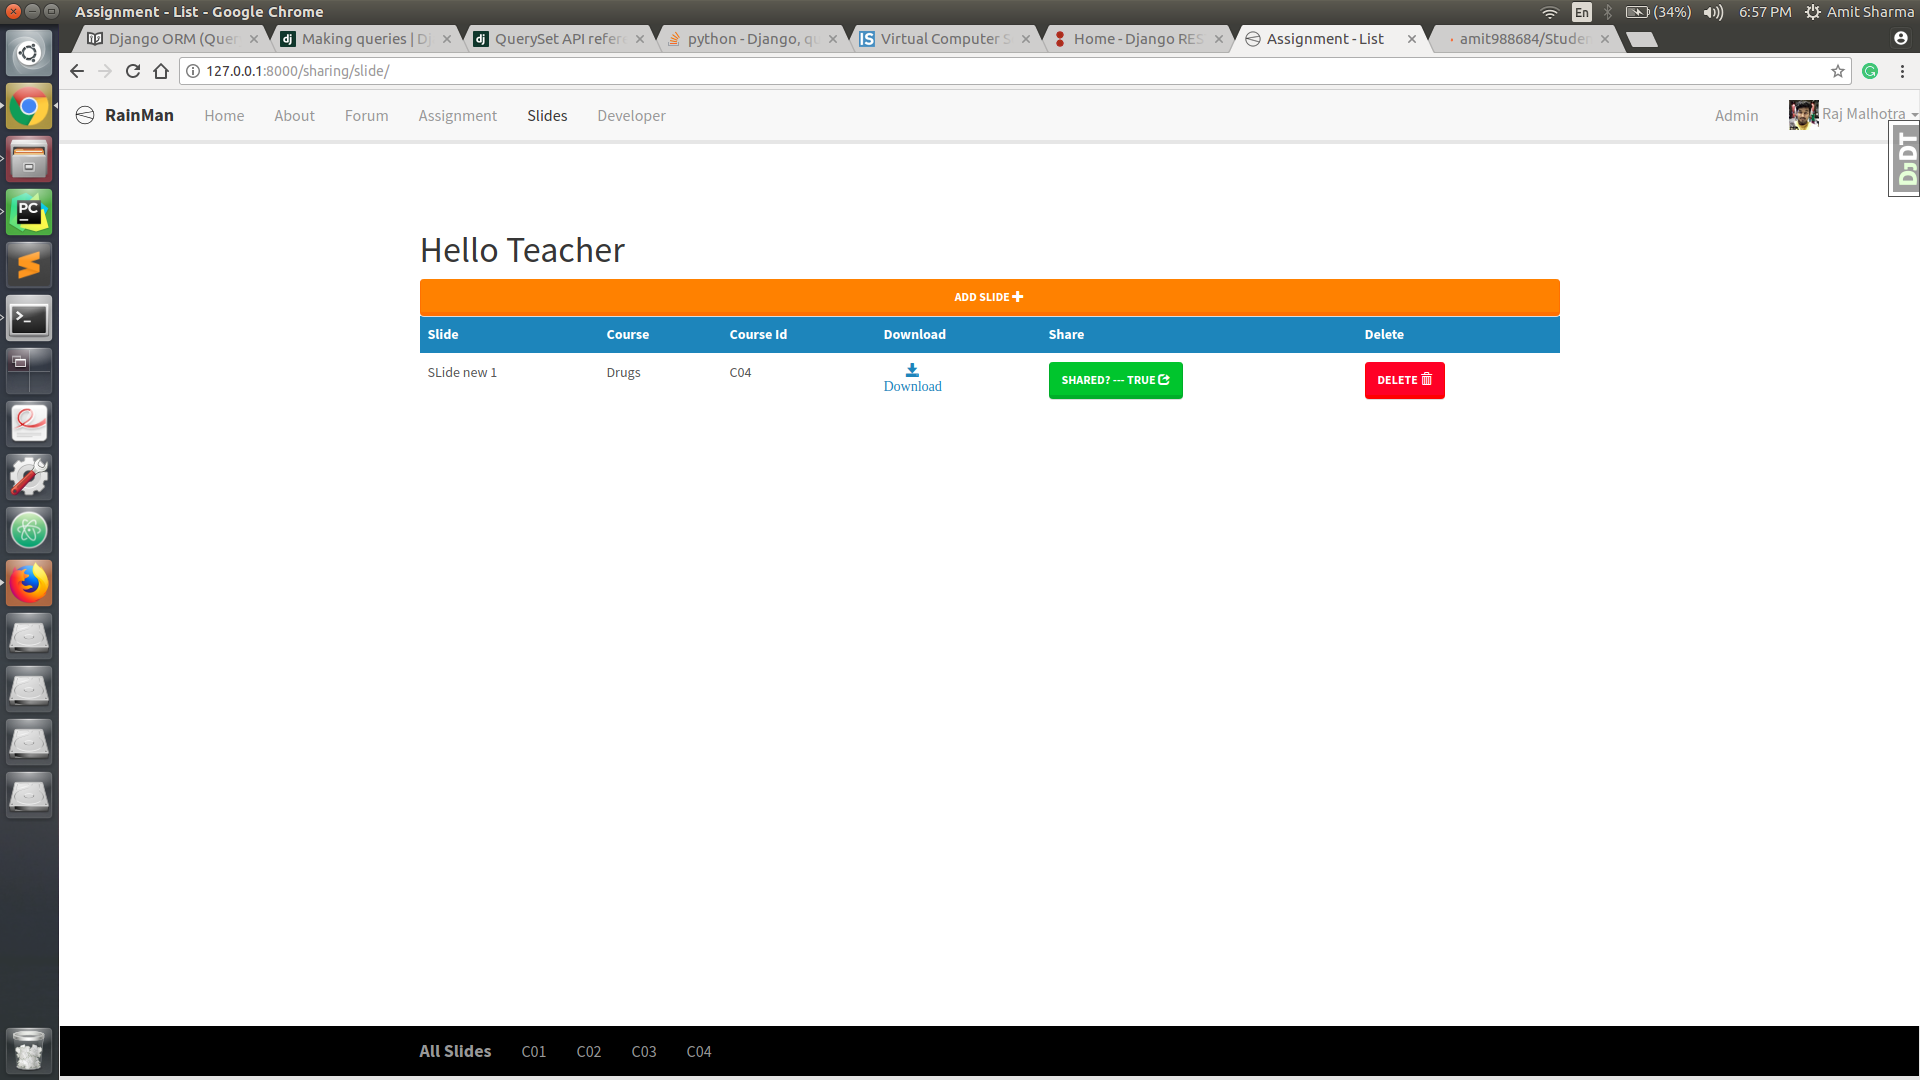 Assignment - List - Google Chrome
En (34%) 6:57 PM Amit Sharma
Django ORM (Quer Making queries | Dj QuerySet API refere python - Django, qu Virtual Computer S Home - Django RES Assignment - List amit988684/Studen
127.0.0.1:8000/sharing/slide/
RainMan Home About Forum Assignment Slides Developer Admin Raj Malhotra
DJDT
Hello Teacher
ADD SLIDE
Slide Course Course Id Download Share Delete
SLide new 1 Drugs C04 Download SHARED? --- TRUE DELETE
All Slides C01 C02 C03 C04
PC